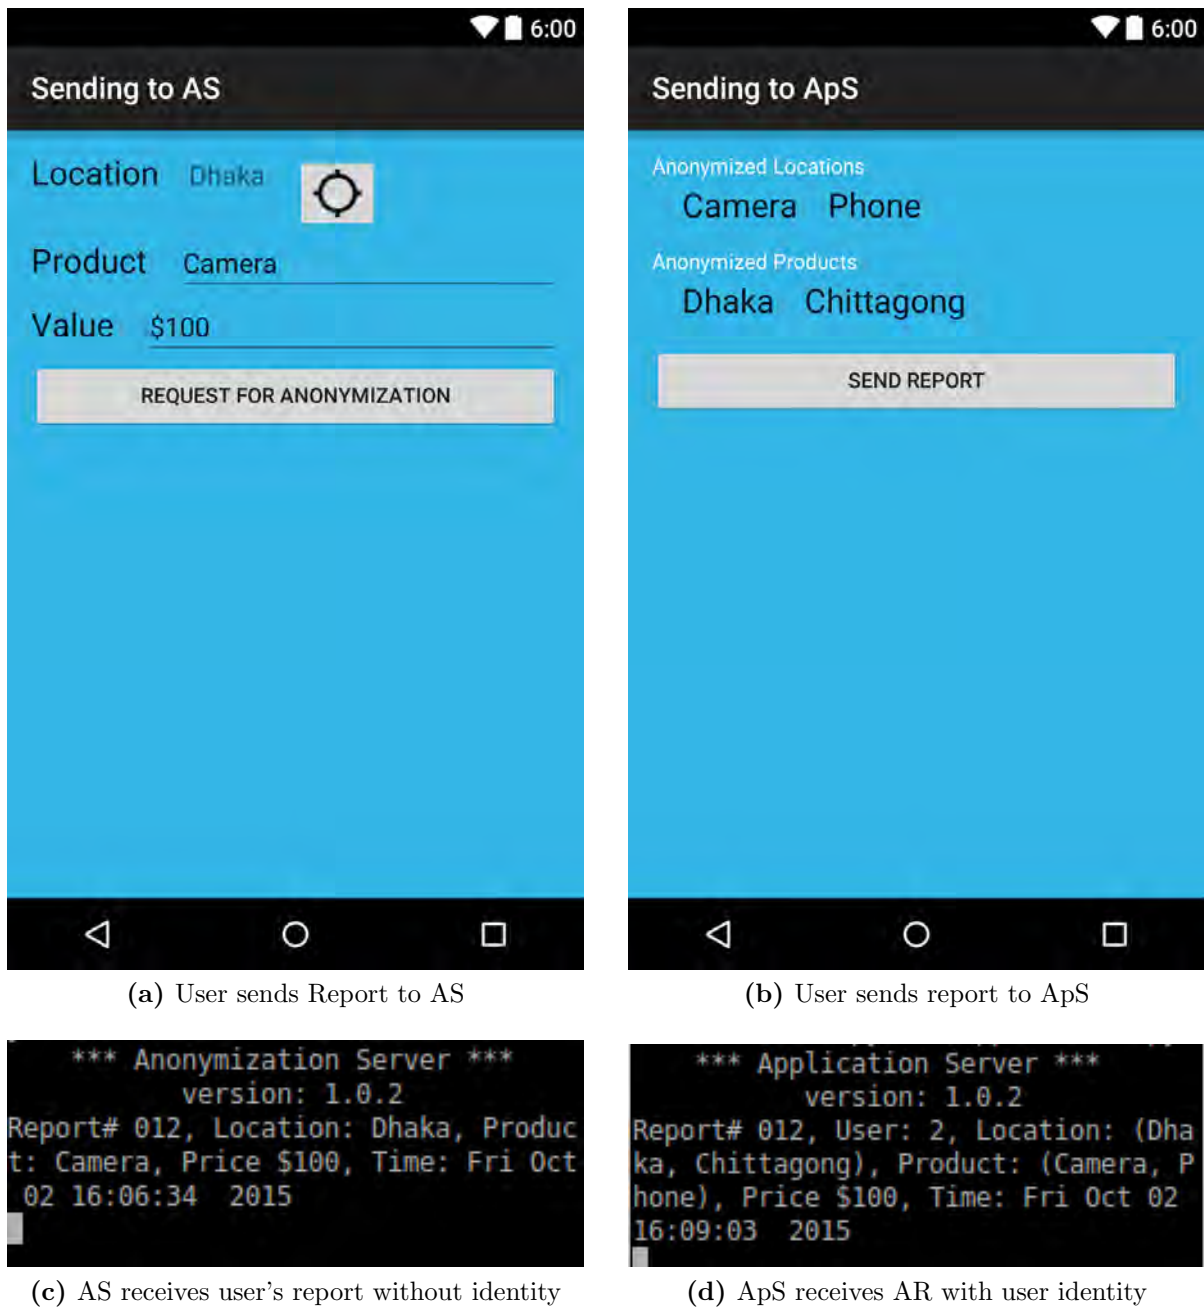 6:00
Sending to AS
Location Dhaka
Product Camera
Value $100
REQUEST FOR ANONYMIZATION
(a) User sends Report to AS
6:00
Sending to ApS
Anonymized Locations
Camera Phone
Anonymized Products
Dhaka Chittagong
SEND REPORT
(b) User sends report to ApS
*** Anonymization Server ***
version: 1.0.2
Report# 012, Location: Dhaka, Produc
t: Camera, Price $100, Time: Fri Oct
02 16:06:34 2015
(c) AS receives user's report without identity
*** Application Server ***
version: 1.0.2
Report# 012, User: 2, Location: (Dha
ka, Chittagong), Product: (Camera, P
hone), Price $100, Time: Fri Oct 02
16:09:03 2015
(d) ApS receives AR with user identity